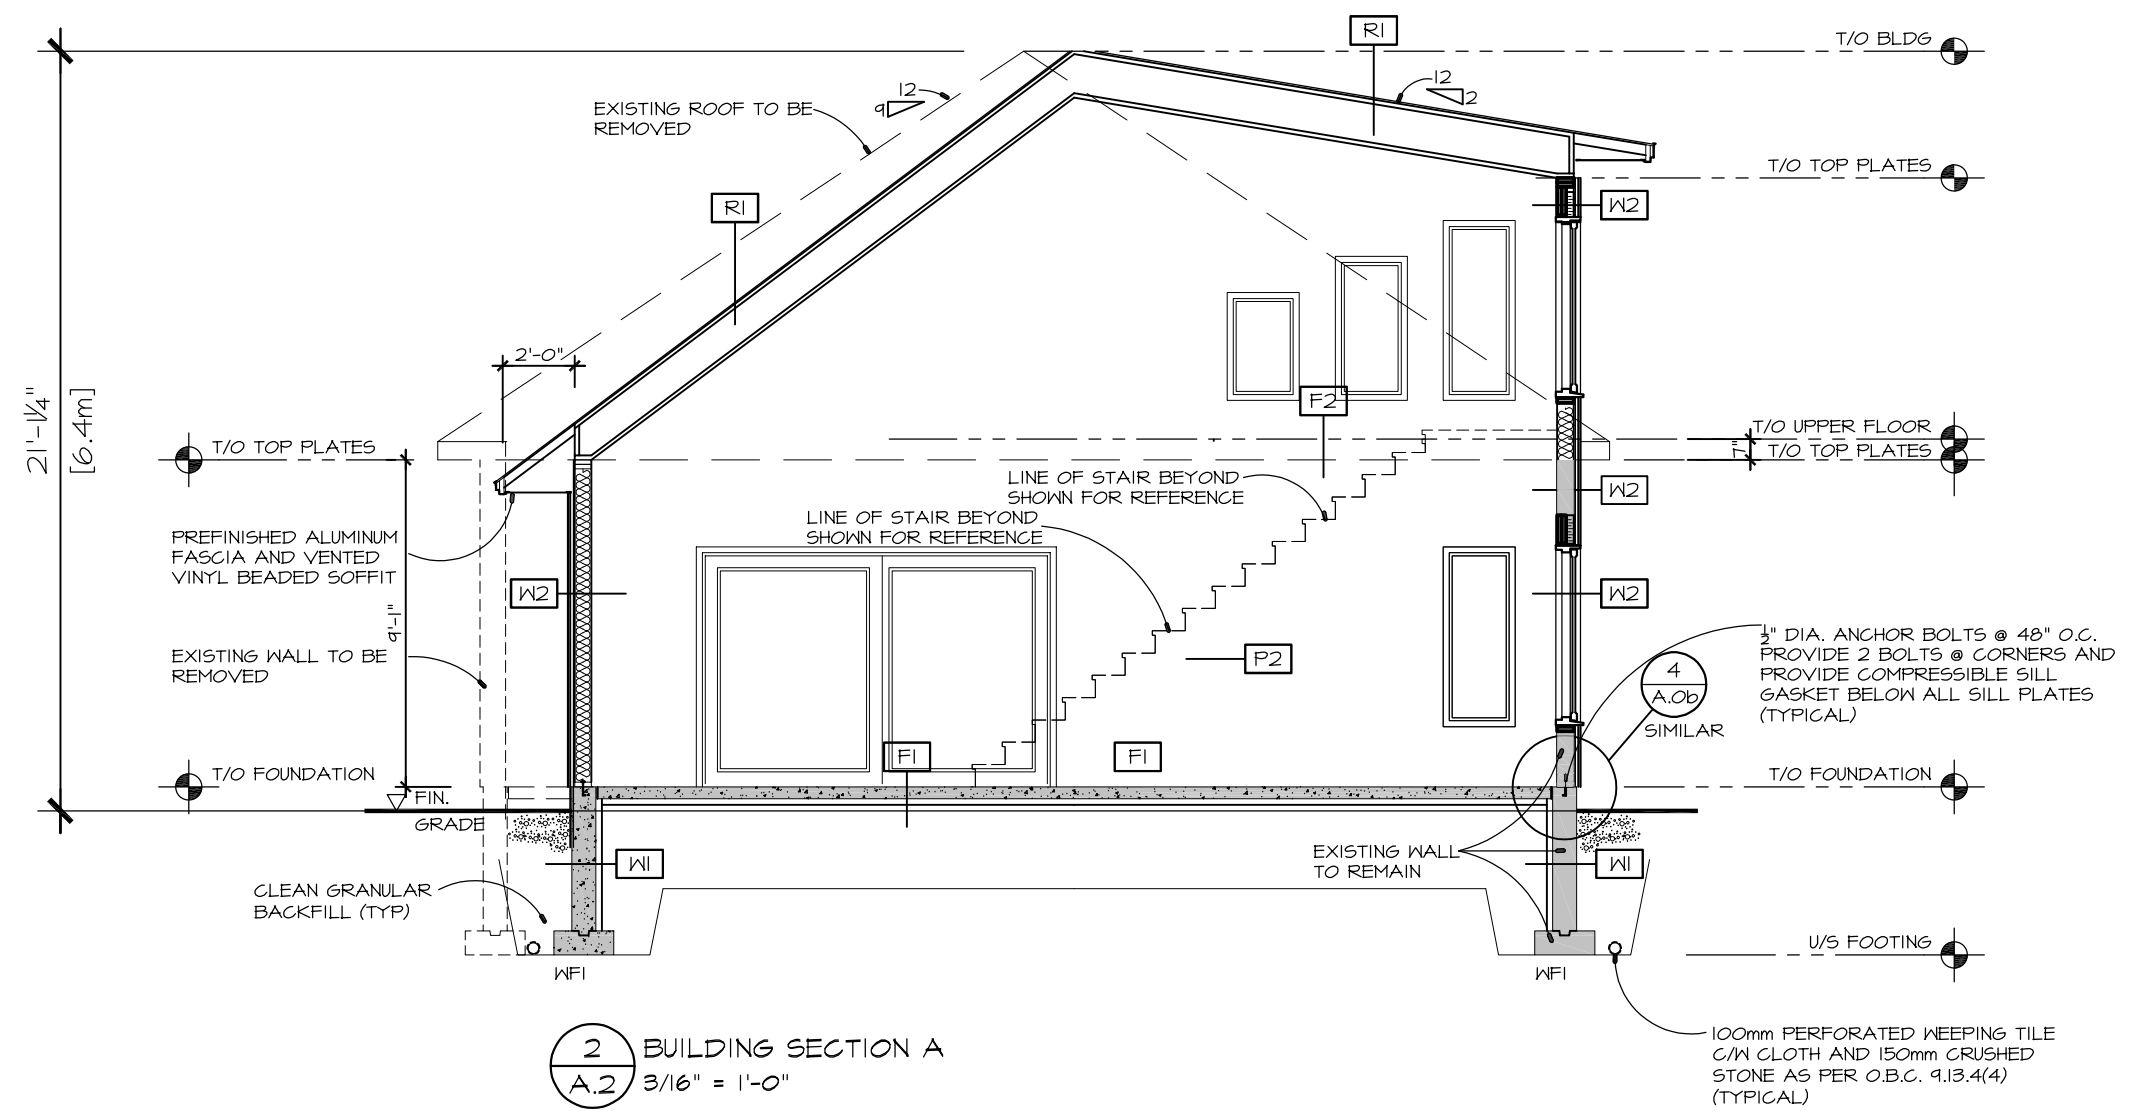 R1
T/O BLDG
12
9
12
2
EXISTING ROOF TO BE
REMOVED
T/O TOP PLATES
R1
W2
2'-0"
21'-1¼"
[6.4m]
F2
T/O TOP PLATES
T/O UPPER FLOOR
7"
T/O TOP PLATES
LINE OF STAIR BEYOND
SHOWN FOR REFERENCE
W2
LINE OF STAIR BEYOND
SHOWN FOR REFERENCE
PREFINISHED ALUMINUM
FASCIA AND VENTED
VINYL BEADED SOFFIT
W2
W2
9'-1"
EXISTING WALL TO BE
REMOVED
P2
½" DIA. ANCHOR BOLTS @ 48" O.C.
PROVIDE 2 BOLTS @ CORNERS AND
PROVIDE COMPRESSIBLE SILL
GASKET BELOW ALL SILL PLATES
(TYPICAL)
4
A.0b
SIMILAR
F1
F1
T/O FOUNDATION
T/O FOUNDATION
FIN.
GRADE
W1
EXISTING WALL
TO REMAIN
W1
CLEAN GRANULAR
BACKFILL (TYP)
U/S FOOTING
WF1
WF1
100mm PERFORATED WEEPING TILE
C/W CLOTH AND 150mm CRUSHED
STONE AS PER O.B.C. 9.13.4(4)
(TYPICAL)
2
A.2
BUILDING SECTION A
3/16" = 1'-0"